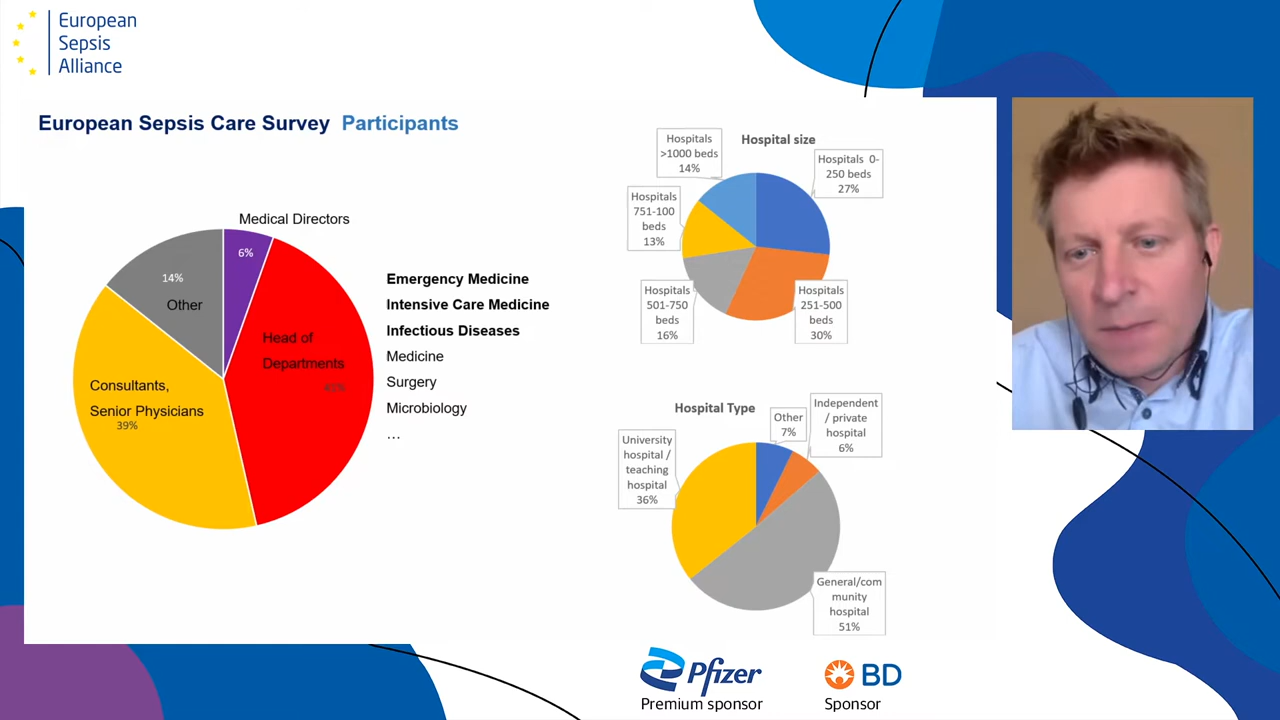 European
Sepsis
Alliance
European Sepsis Care Survey Participants
Medical Directors
6%
14%
Other
Head of
Departments
41%
Consultants,
Senior Physicians
39%
Emergency Medicine
Intensive Care Medicine
Infectious Diseases
Medicine
Surgery
Microbiology
...
Hospital size
Hospitals
>1000 beds
14%
Hospitals 0-
250 beds
27%
Hospitals
751-100
beds
13%
Hospitals
501-750
beds
16%
Hospitals
251-500
beds
30%
Hospital Type
Other
7%
Independent
/ private
hospital
6%
University
hospital /
teaching
hospital
36%
General/com
munity
hospital
51%
Pfizer
Premium sponsor
BD
Sponsor